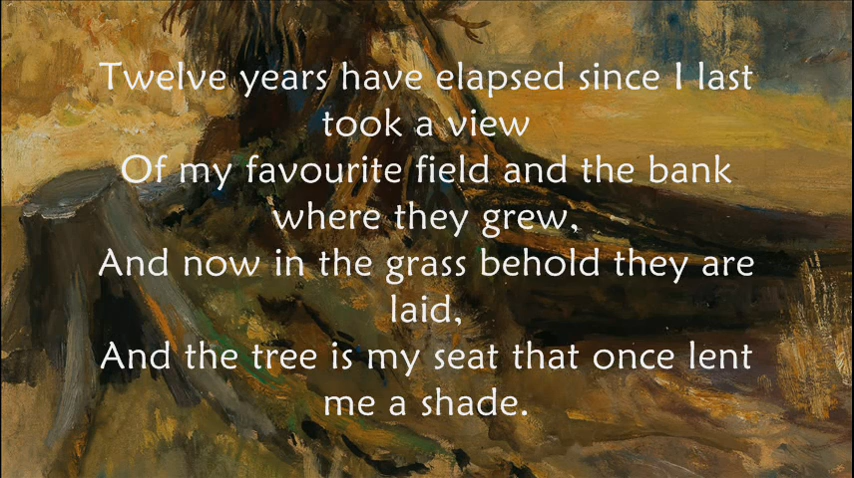 Twelve years have elapsed since I last
took a view
Of my favourite field and the bank
where they grew,
And now in the grass behold they are
laid,
And the tree is my seat that once lent
me a shade.